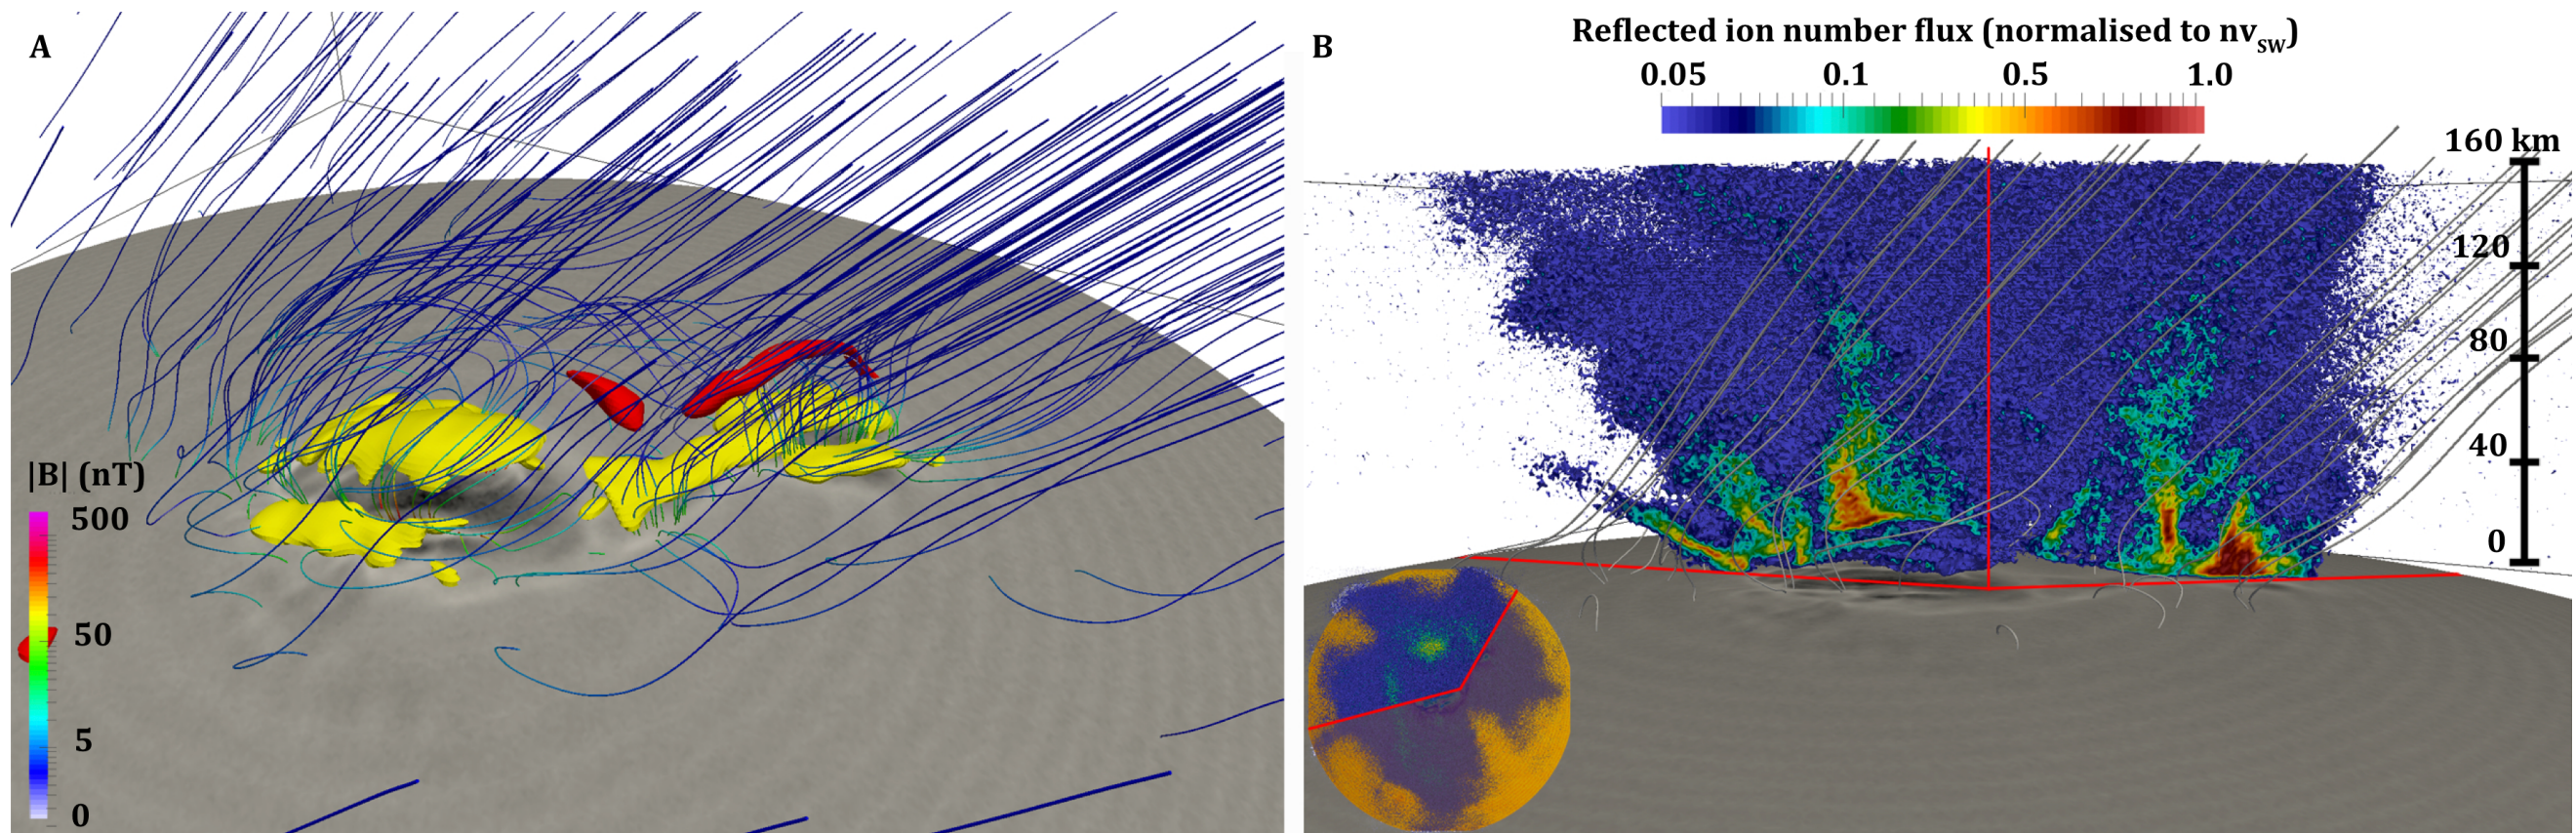 A
|B| (nT)
500
50
5
0
B
Reflected ion number flux (normalised to nv_SW)
0.05 0.1 0.5 1.0
160 km
120
80
40
0